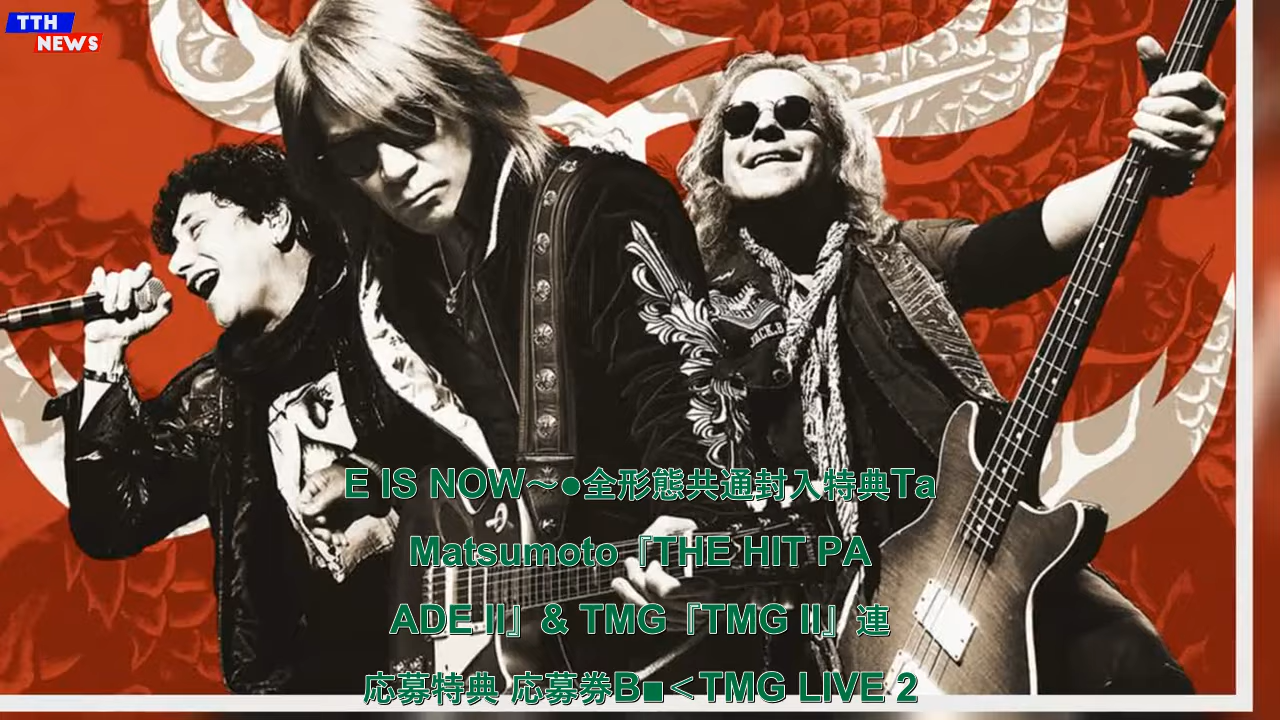 TTH
NEWS
JACK.B
E IS NOW～●全形態共通封入特典Ta
Matsumoto『THE HIT PA
ADE II』& TMG『TMG II』連
応募特典 応募券B■＜TMG LIVE 2